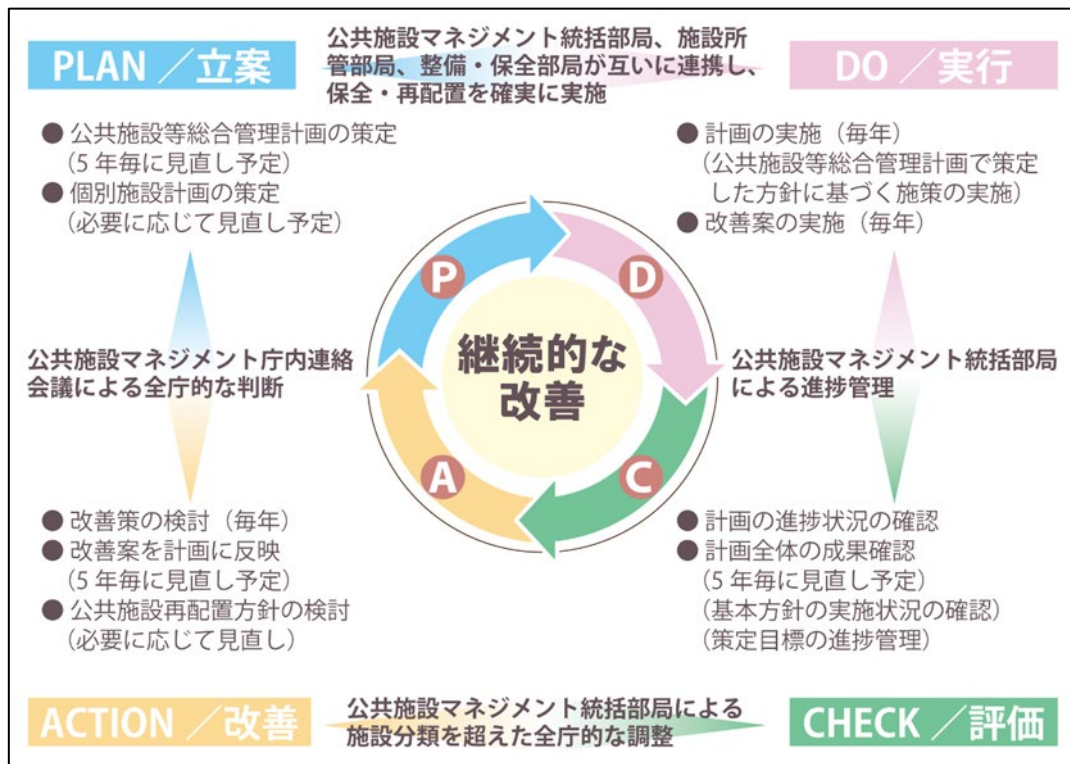 PLAN ／立案
公共施設マネジメント統括部局、施設所
管部局、整備・保全部局が互いに連携し、
保全・再配置を確実に実施
DO ／実行
● 公共施設等総合管理計画の策定
（5 年毎に見直し予定）
● 個別施設計画の策定
（必要に応じて見直し予定）
● 計画の実施（毎年）
（公共施設等総合管理計画で策定
した方針に基づく施策の実施）
● 改善案の実施（毎年）
P
D
継続的な
改善
公共施設マネジメント庁内連絡
会議による全庁的な判断
公共施設マネジメント統括部局
による進捗管理
A
C
● 改善策の検討（毎年）
● 改善案を計画に反映
（5 年毎に見直し予定）
● 公共施設再配置方針の検討
（必要に応じて見直し）
● 計画の進捗状況の確認
● 計画全体の成果確認
（5 年毎に見直し予定）
（基本方針の実施状況の確認）
（策定目標の進捗管理）
ACTION ／改善
公共施設マネジメント統括部局による
施設分類を超えた全庁的な調整
CHECK ／評価